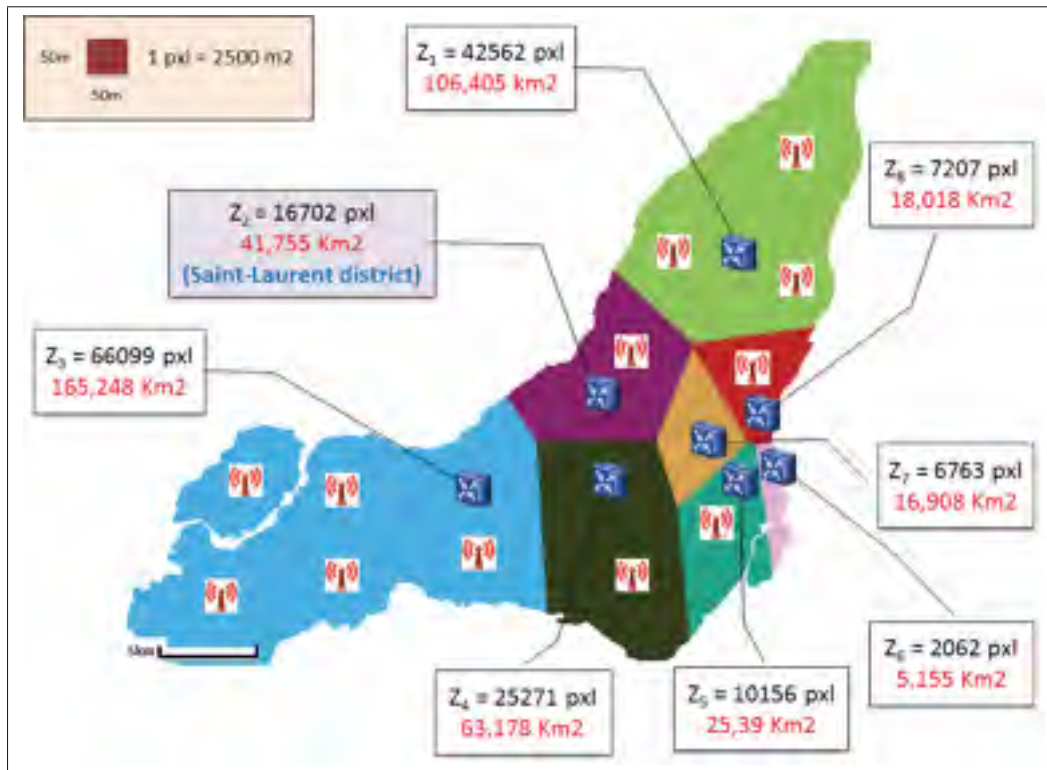 50m
1 pxl = 2500 m2
50m
Z₁ = 42562 pxl
106,405 Km2
Z₈ = 7207 pxl
18,018 Km2
Z₂ = 16702 pxl
41,755 Km2
(Saint-Laurent district)
Z₃ = 66099 pxl
165,248 Km2
Z₇ = 6763 pxl
16,908 Km2
5km
Z₆ = 2062 pxl
5,155 Km2
Z₄ = 25271 pxl
63,178 Km2
Z₅ = 10156 pxl
25,39 Km2